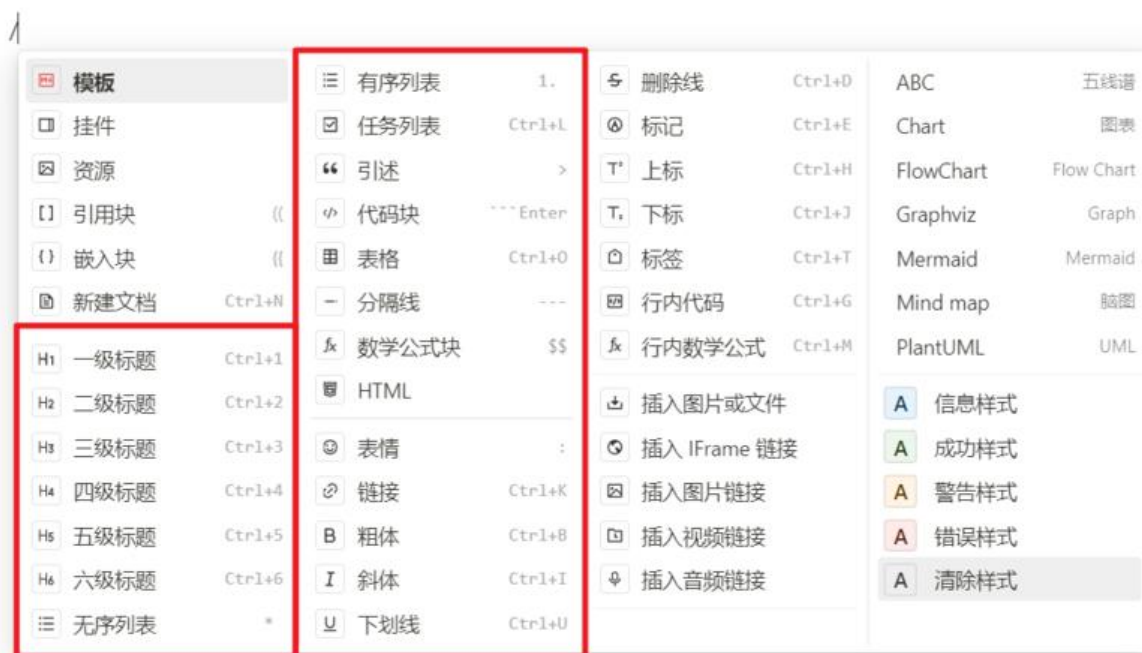 /
模板
挂件
资源
引用块 ((
嵌入块 {{
新建文档 Ctrl+N
H1 一级标题 Ctrl+1
H2 二级标题 Ctrl+2
H3 三级标题 Ctrl+3
H4 四级标题 Ctrl+4
H5 五级标题 Ctrl+5
H6 六级标题 Ctrl+6
无序列表 *
有序列表 1.
任务列表 Ctrl+L
引述 >
代码块 ```Enter
表格 Ctrl+O
分隔线 ---
数学公式块 $$
HTML
表情 :
链接 Ctrl+K
B 粗体 Ctrl+B
I 斜体 Ctrl+I
U 下划线 Ctrl+U
S 删除线 Ctrl+D
标记 Ctrl+E
上标 Ctrl+H
下标 Ctrl+J
标签 Ctrl+T
行内代码 Ctrl+G
行内数学公式 Ctrl+M
插入图片或文件
插入 IFrame 链接
插入图片链接
插入视频链接
插入音频链接
ABC 五线谱
Chart 图表
FlowChart Flow Chart
Graphviz Graph
Mermaid Mermaid
Mind map 脑图
PlantUML UML
A 信息样式
A 成功样式
A 警告样式
A 错误样式
A 清除样式